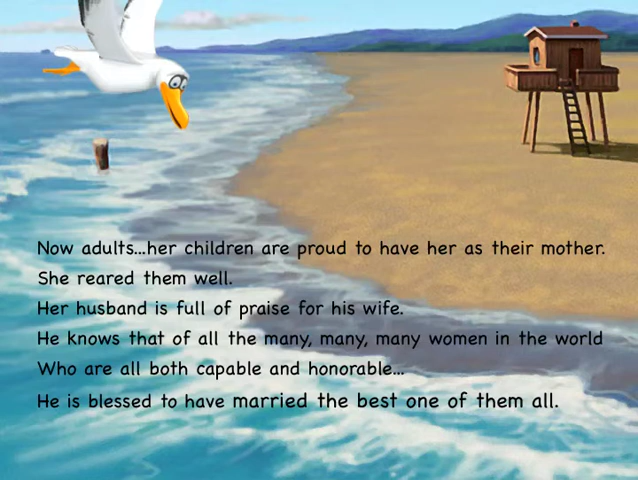 Now adults...her children are proud to have her as their mother.
She reared them well.
Her husband is full of praise for his wife.
He knows that of all the many, many, many women in the world
Who are all both capable and honorable...
He is blessed to have married the best one of them all.